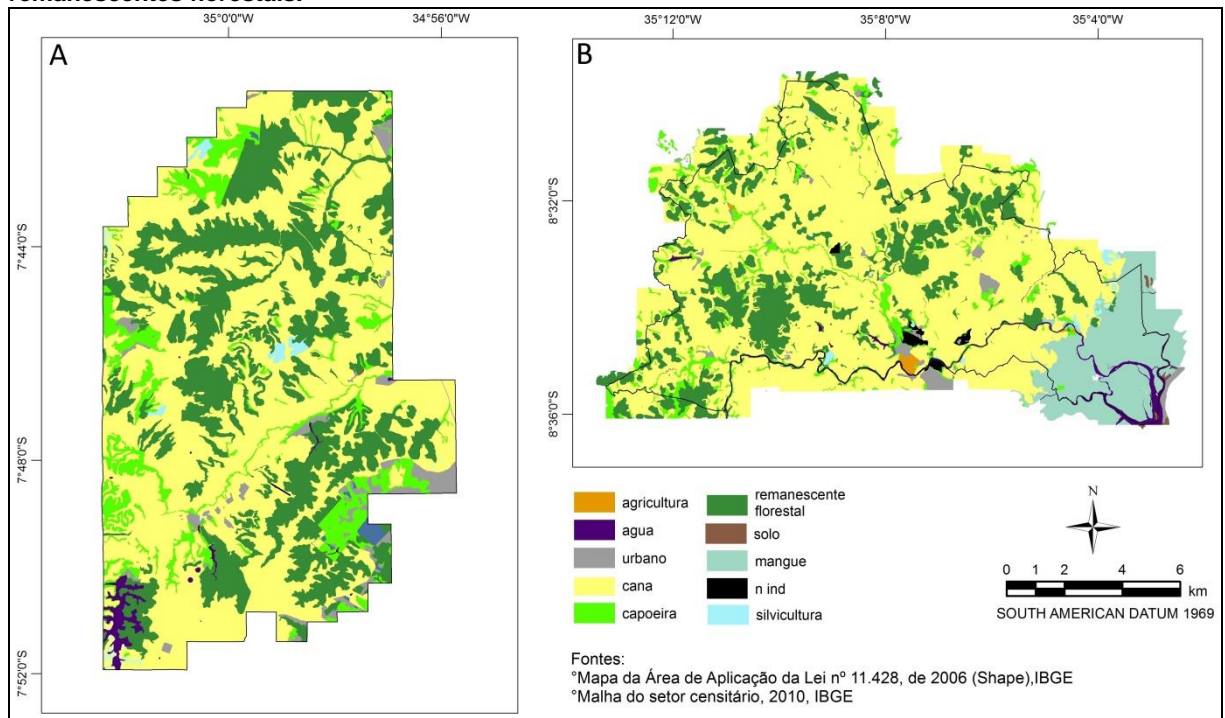 romanescentes florestais.
35°0'0"W
34°56'0"W
35°12'0"W
35°8'0"W
35°4'0"W
A
B
7°44'0"S
7°48'0"S
7°52'0"S
8°32'0"S
8°36'0"S
agricultura
agua
urbano
cana
capoeira
remanescente
florestal
solo
mangue
n ind
silvicultura
N
0 1 2 4 6
km
SOUTH AMERICAN DATUM 1969
Fontes:
°Mapa da Área de Aplicação da Lei nº 11.428, de 2006 (Shape),IBGE
°Malha do setor censitário, 2010, IBGE